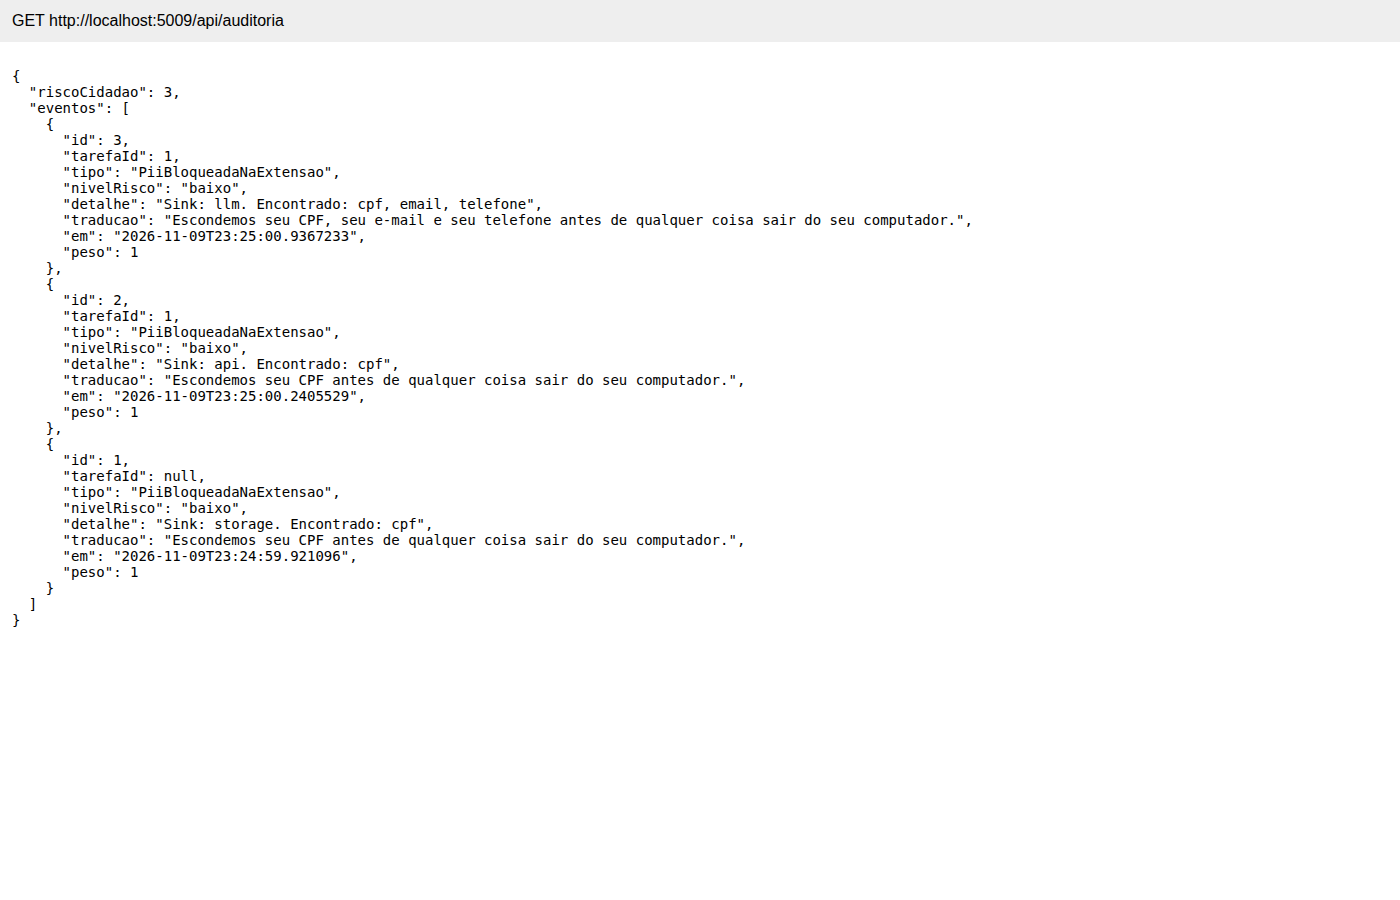 GET http://localhost:5009/api/auditoria
{
  "riscoCidadao": 3,
  "eventos": [
    {
      "id": 3,
      "tarefaId": 1,
      "tipo": "PiiBloqueadaNaExtensao",
      "nivelRisco": "baixo",
      "detalhe": "Sink: llm. Encontrado: cpf, email, telefone",
      "traducao": "Escondemos seu CPF, seu e-mail e seu telefone antes de qualquer coisa sair do seu computador.",
      "em": "2026-11-09T23:25:00.9367233",
      "peso": 1
    },
    {
      "id": 2,
      "tarefaId": 1,
      "tipo": "PiiBloqueadaNaExtensao",
      "nivelRisco": "baixo",
      "detalhe": "Sink: api. Encontrado: cpf",
      "traducao": "Escondemos seu CPF antes de qualquer coisa sair do seu computador.",
      "em": "2026-11-09T23:25:00.2405529",
      "peso": 1
    },
    {
      "id": 1,
      "tarefaId": null,
      "tipo": "PiiBloqueadaNaExtensao",
      "nivelRisco": "baixo",
      "detalhe": "Sink: storage. Encontrado: cpf",
      "traducao": "Escondemos seu CPF antes de qualquer coisa sair do seu computador.",
      "em": "2026-11-09T23:24:59.921096",
      "peso": 1
    }
  ]
}